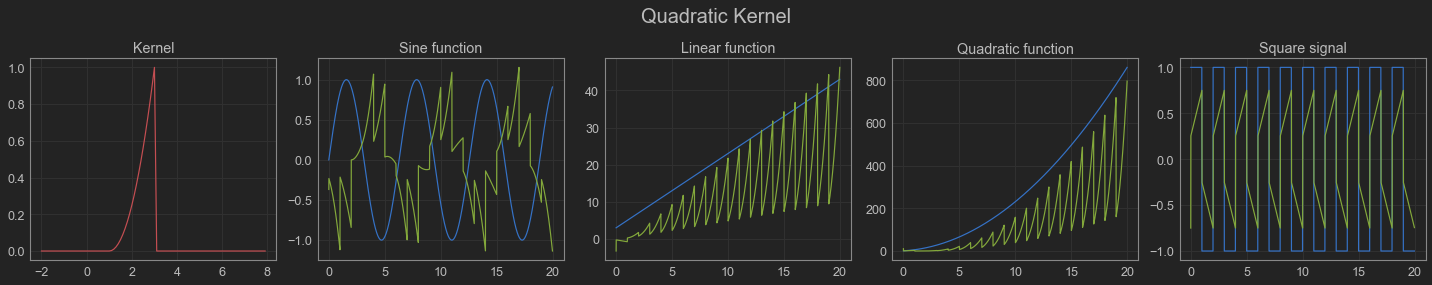 Quadratic Kernel
Kernel
1.0
0.8
0.6
0.4
0.2
0.0
−2 0 2 4 6 8
Sine function
1.0
0.5
0.0
−0.5
−1.0
0 5 10 15 20
Linear function
40
30
20
10
0
0 5 10 15 20
Quadratic function
800
600
400
200
0
0 5 10 15 20
Square signal
1.0
0.5
0.0
−0.5
−1.0
0 5 10 15 20